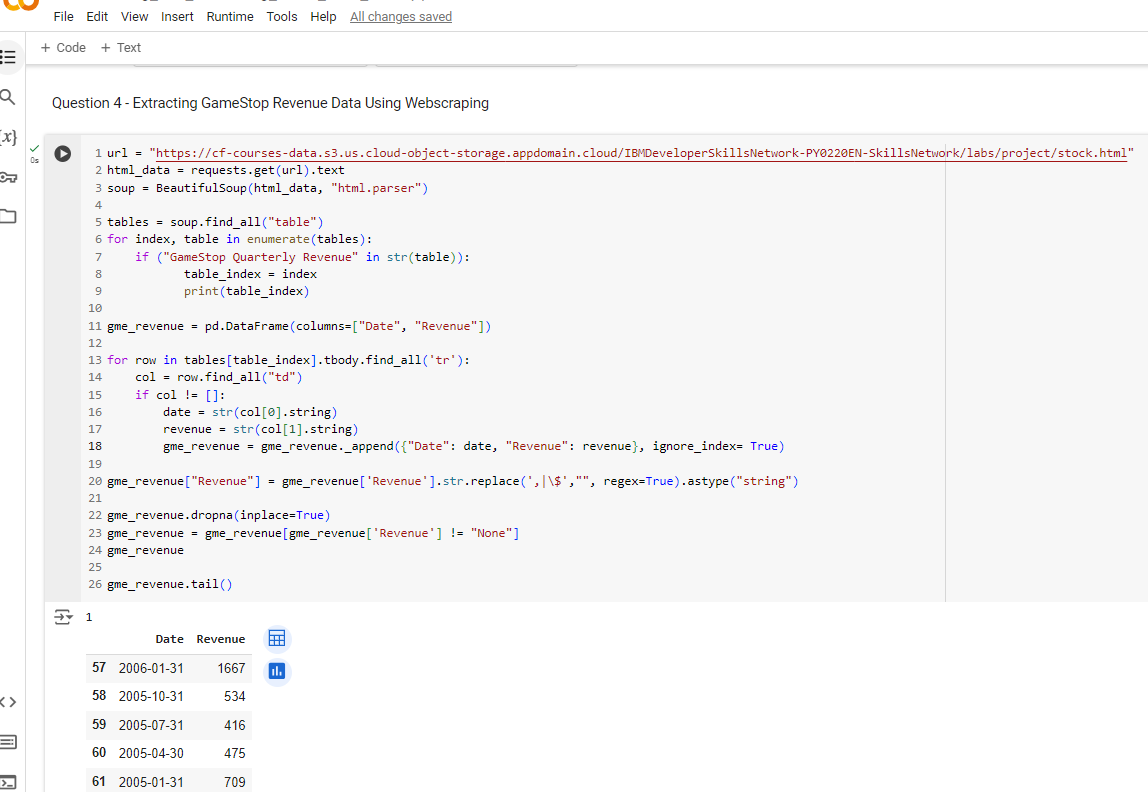 File Edit View Insert Runtime Tools Help All changes saved
+ Code + Text
Question 4 - Extracting GameStop Revenue Data Using Webscraping
{x}
0s
1 url = "https://cf-courses-data.s3.us.cloud-object-storage.appdomain.cloud/IBMDeveloperSkillsNetwork-PY0220EN-SkillsNetwork/labs/project/stock.html"
2 html_data = requests.get(url).text
3 soup = BeautifulSoup(html_data, "html.parser")
4
5 tables = soup.find_all("table")
6 for index, table in enumerate(tables):
7     if ("GameStop Quarterly Revenue" in str(table)):
8            table_index = index
9            print(table_index)
10
11 gme_revenue = pd.DataFrame(columns=["Date", "Revenue"])
12
13 for row in tables[table_index].tbody.find_all('tr'):
14     col = row.find_all("td")
15     if col != []:
16         date = str(col[0].string)
17         revenue = str(col[1].string)
18         gme_revenue = gme_revenue._append({"Date": date, "Revenue": revenue}, ignore_index= True)
19
20 gme_revenue["Revenue"] = gme_revenue['Revenue'].str.replace(',|\$',"", regex=True).astype("string")
21
22 gme_revenue.dropna(inplace=True)
23 gme_revenue = gme_revenue[gme_revenue['Revenue'] != "None"]
24 gme_revenue
25
26 gme_revenue.tail()
1
Date Revenue
57 2006-01-31 1667
58 2005-10-31 534
59 2005-07-31 416
60 2005-04-30 475
61 2005-01-31 709